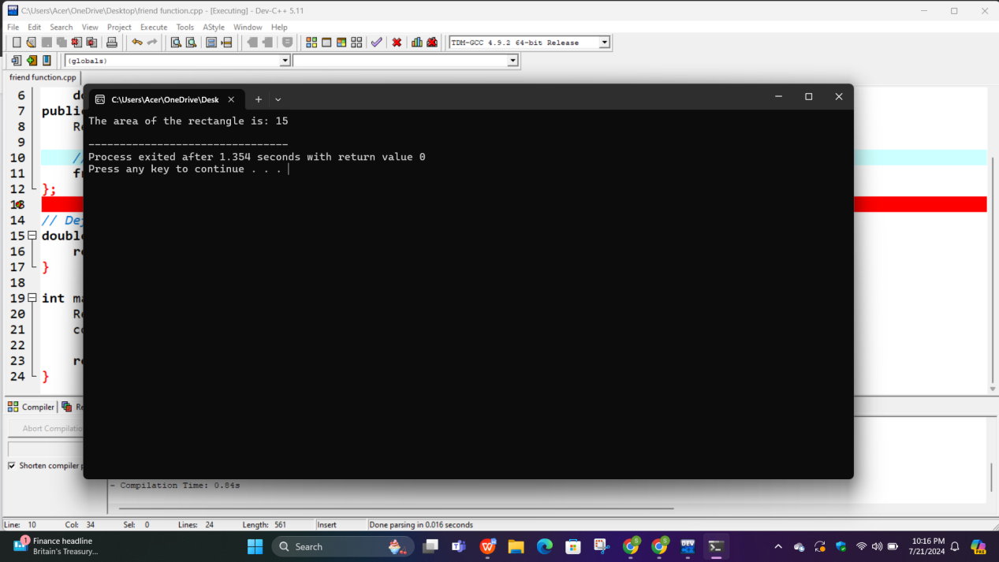 C:\Users\Acer\OneDrive\Desktop\friend function.cpp - [Executing] - Dev-C++ 5.11
File Edit Search View Project Execute Tools AStyle Window Help
TDM-GCC 4.9.2 64-bit Release
(globals)
friend function.cpp
C:\Users\Acer\OneDrive\Desk
The area of the rectangle is: 15
--------------------------------
Process exited after 1.354 seconds with return value 0
Press any key to continue . . .
6
7 public
8 Re
9
10 //
11 fr
12 };
13
14 // De
15 double
16 re
17 }
18
19 int ma
20 Re
21 co
22
23 re
24 }
Compiler Re
Abort Compilation
Shorten compiler p
- Compilation Time: 0.84s
Line: 10 Col: 34 Sel: 0 Lines: 24 Length: 561 Insert Done parsing in 0.016 seconds
1
Finance headline
Britain's Treasury...
Search
S
S
DEV
PRE
10:16 PM
7/21/2024